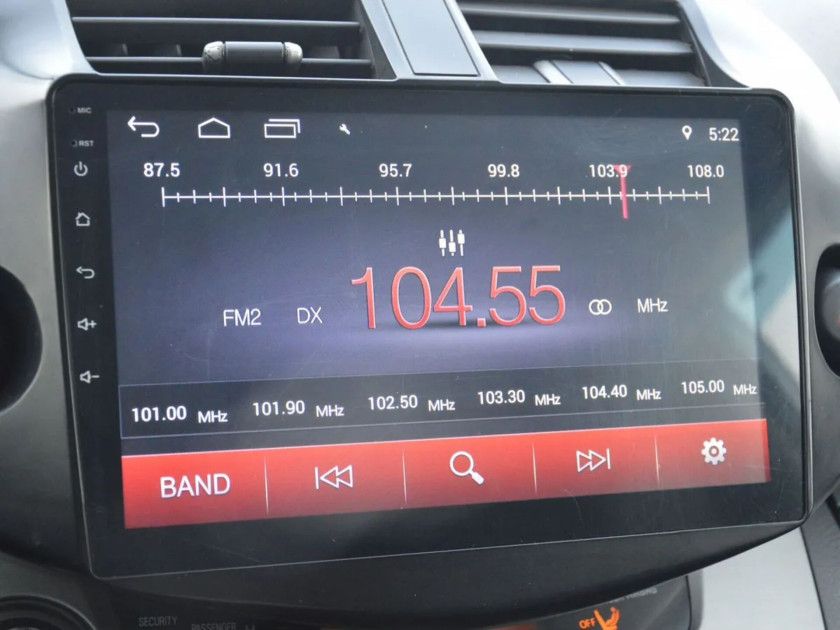 MIC
RST
5:22
87.5 91.6 95.7 99.8 103.9 108.0
FM2 DX 104.55 MHz
101.00 MHz 101.90 MHz 102.50 MHz 103.30 MHz 104.40 MHz 105.00 MHz
BAND
SECURITY PASSENGER OFF